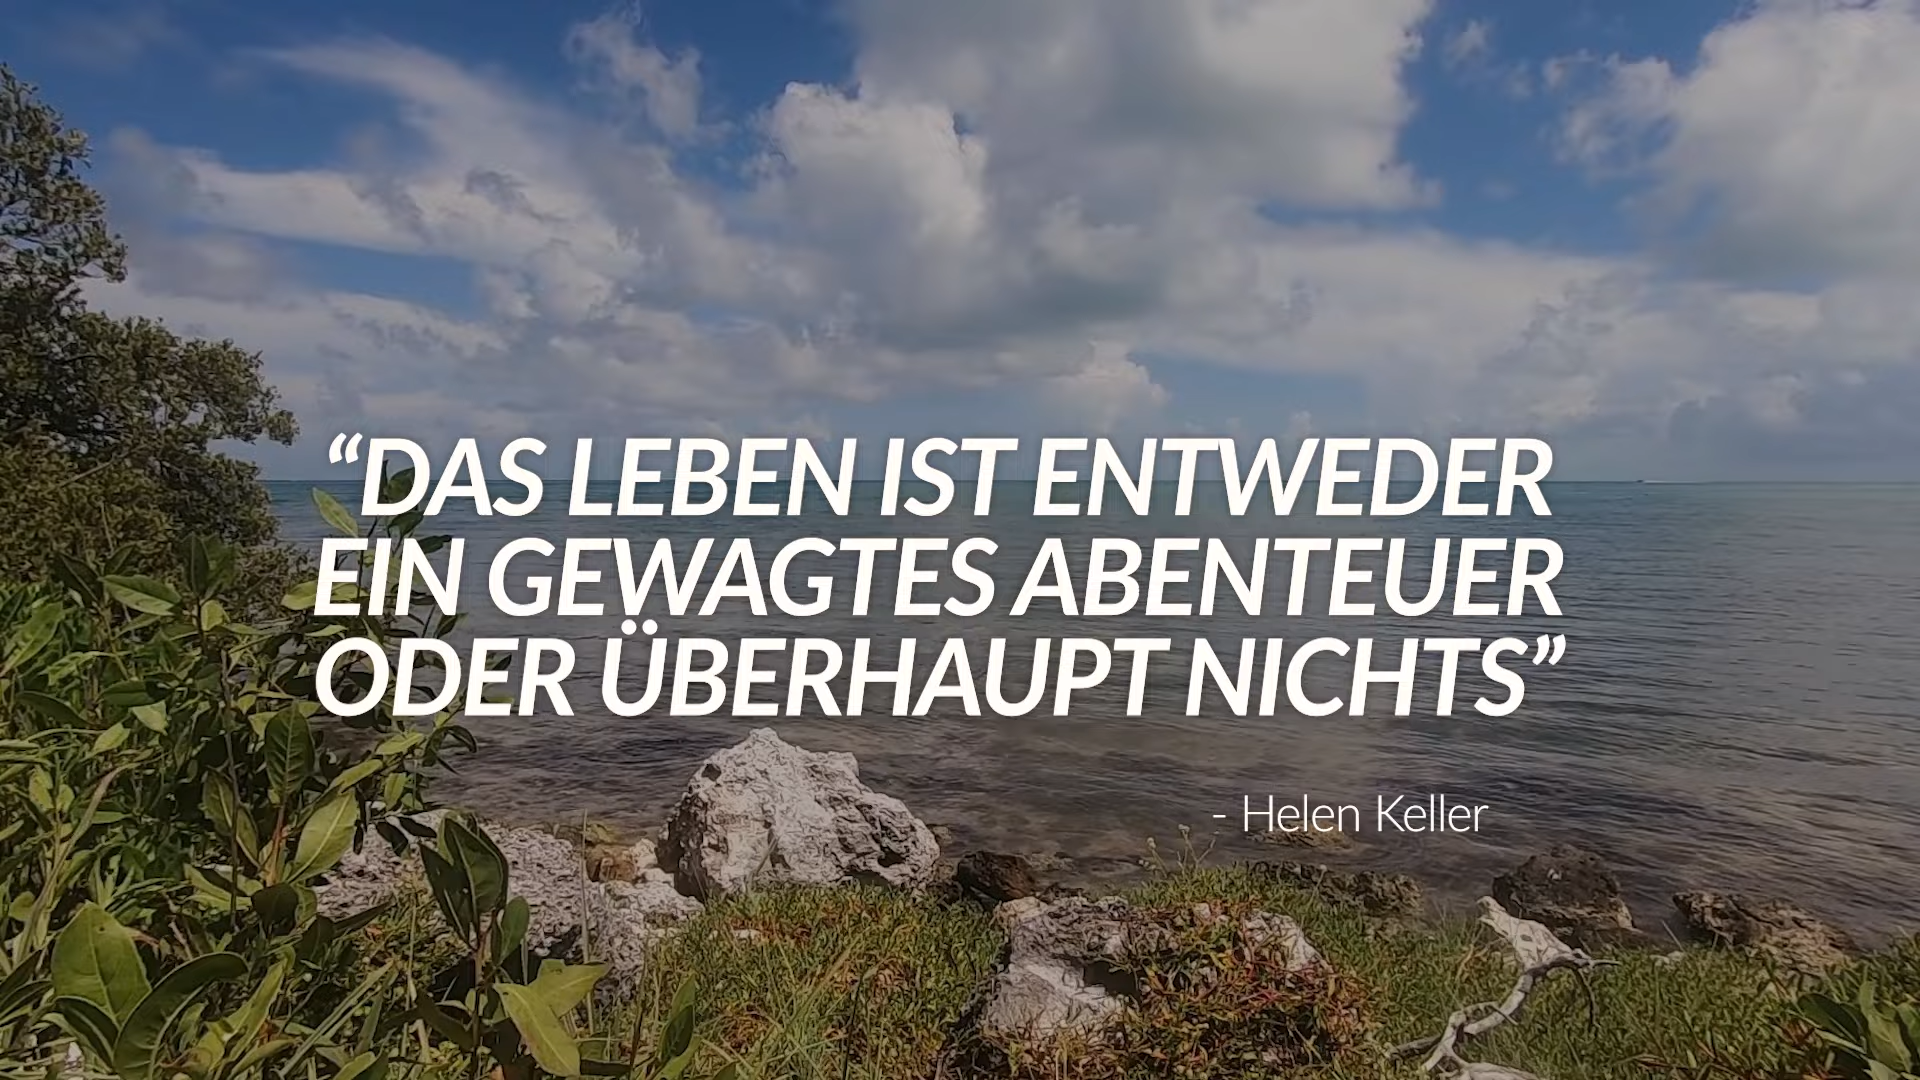 “DAS LEBEN IST ENTWEDER
EIN GEWAGTES ABENTEUER
ODER ÜBERHAUPT NICHTS”
- Helen Keller